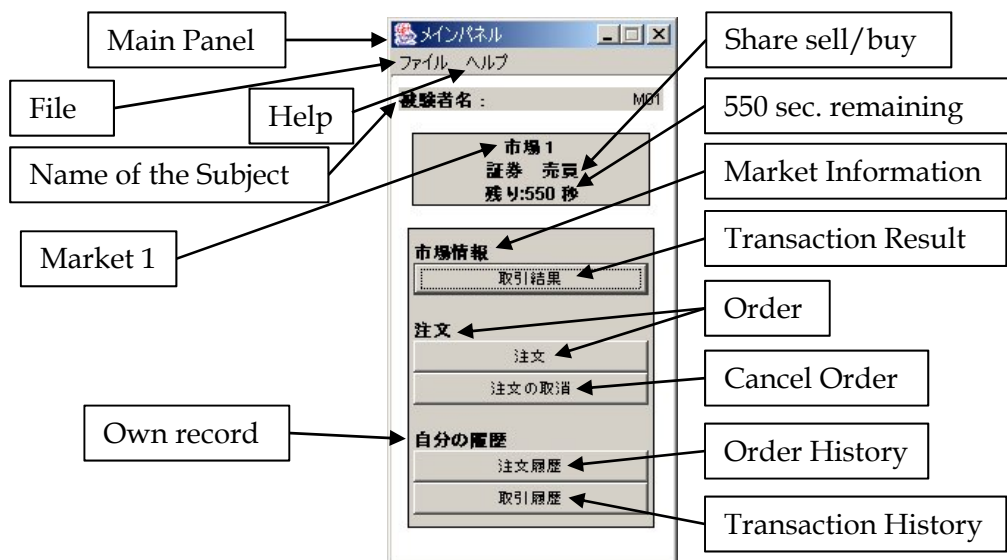 Main Panel
メインパネル
Share sell/buy
ファイル ヘルプ
File
Help
被験者名： M01
550 sec. remaining
Name of the Subject
市場1
証券 売買
残り:550 秒
Market Information
Market 1
市場情報
Transaction Result
取引結果
Order
注文
注文
Cancel Order
注文の取消
Own record
自分の履歴
Order History
注文履歴
取引履歴
Transaction History